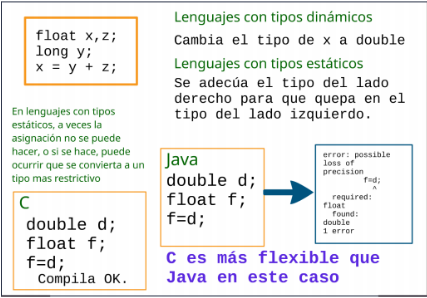 float x,z;
long y;
x = y + z;
Lenguajes con tipos dinámicos
Cambia el tipo de x a double
Lenguajes con tipos estáticos
Se adecúa el tipo del lado
derecho para que quepa en el
tipo del lado izquierdo.
En lenguajes con tipos
estáticos, a veces la
asignación no se puede
hacer, o si se hace, puede
ocurrir que se convierta a un
tipo mas restrictivo
C
double d;
float f;
f=d;
Compila OK.
Java
double d;
float f;
f=d;
error: possible
loss of
precision
f=d;
^
required:
float
found:
double
1 error
C es más flexible que
Java en este caso